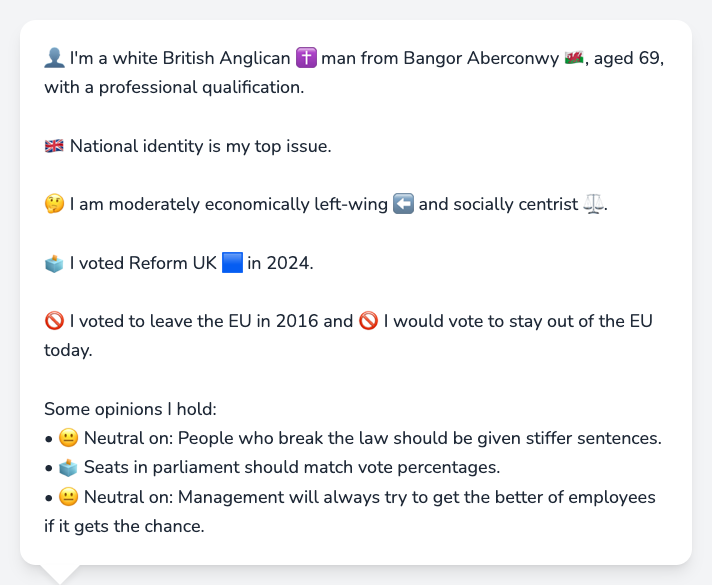 👤 I'm a white British Anglican ✝️ man from Bangor Aberconwy 🏴󠁧󠁢󠁷󠁬󠁳󠁿, aged 69,
with a professional qualification.
🇬🇧 National identity is my top issue.
🤔 I am moderately economically left-wing ⬅️ and socially centrist ⚖️.
🗳️ I voted Reform UK 🟦 in 2024.
🚫 I voted to leave the EU in 2016 and 🚫 I would vote to stay out of the EU
today.
Some opinions I hold:
• 😐 Neutral on: People who break the law should be given stiffer sentences.
• 🗳️ Seats in parliament should match vote percentages.
• 😐 Neutral on: Management will always try to get the better of employees
if it gets the chance.